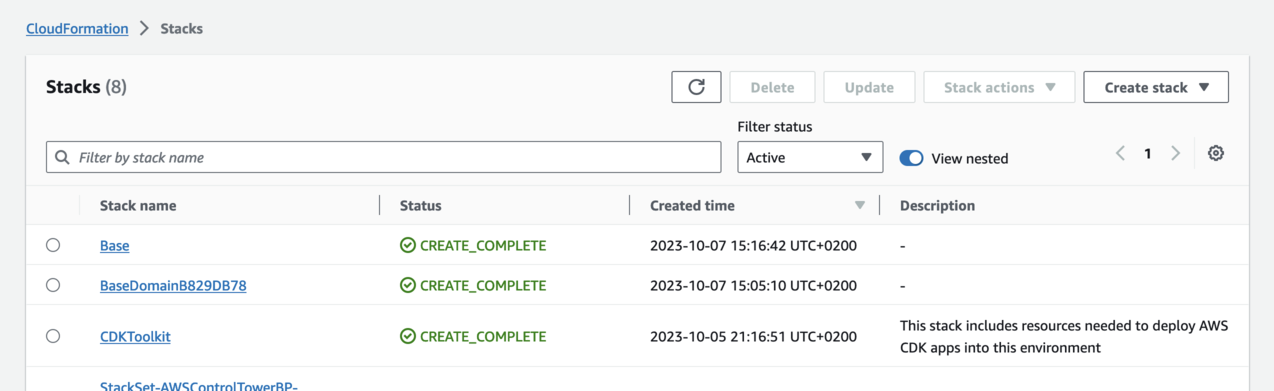 CloudFormation > Stacks
Stacks (8)
Delete
Update
Stack actions
Create stack
Filter status
Filter by stack name
Active
View nested
1
Stack name Status Created time Description
Base CREATE_COMPLETE 2023-10-07 15:16:42 UTC+0200 -
BaseDomainB829DB78 CREATE_COMPLETE 2023-10-07 15:05:10 UTC+0200 -
CDKToolkit CREATE_COMPLETE 2023-10-05 21:16:51 UTC+0200 This stack includes resources needed to deploy AWS
CDK apps into this environment
StackSet-AWSControlTowerBP-